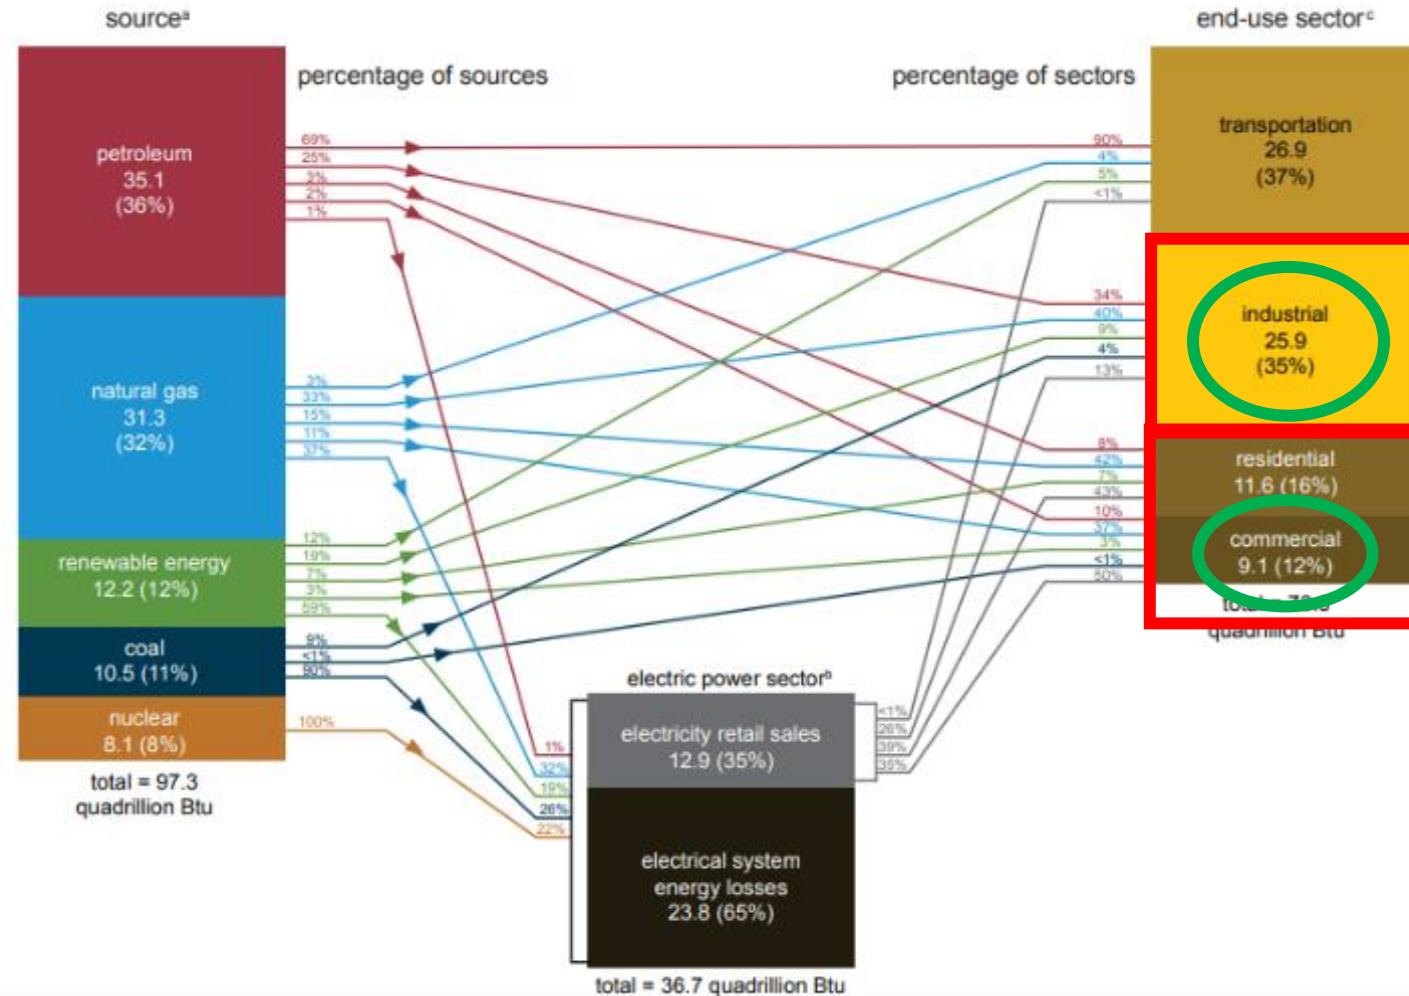 sourceᵃ
end-use sectorᶜ
percentage of sources
percentage of sectors
petroleum
35.1
(36%)
69%
25%
3%
2%
1%
natural gas
31.3
(32%)
3%
33%
15%
11%
37%
renewable energy
12.2 (12%)
12%
19%
7%
3%
59%
coal
10.5 (11%)
9%
<1%
90%
nuclear
8.1 (8%)
100%
total = 97.3
quadrillion Btu
1%
32%
19%
26%
22%
electric power sectorᵇ
electricity retail sales
12.9 (35%)
electrical system
energy losses
23.8 (65%)
total = 36.7 quadrillion Btu
<1%
26%
39%
35%
90%
4%
5%
<1%
transportation
26.9
(37%)
34%
40%
9%
4%
13%
industrial
25.9
(35%)
8%
42%
7%
43%
residential
11.6 (16%)
10%
37%
3%
<1%
50%
commercial
9.1 (12%)
total =
quadrillion Btu